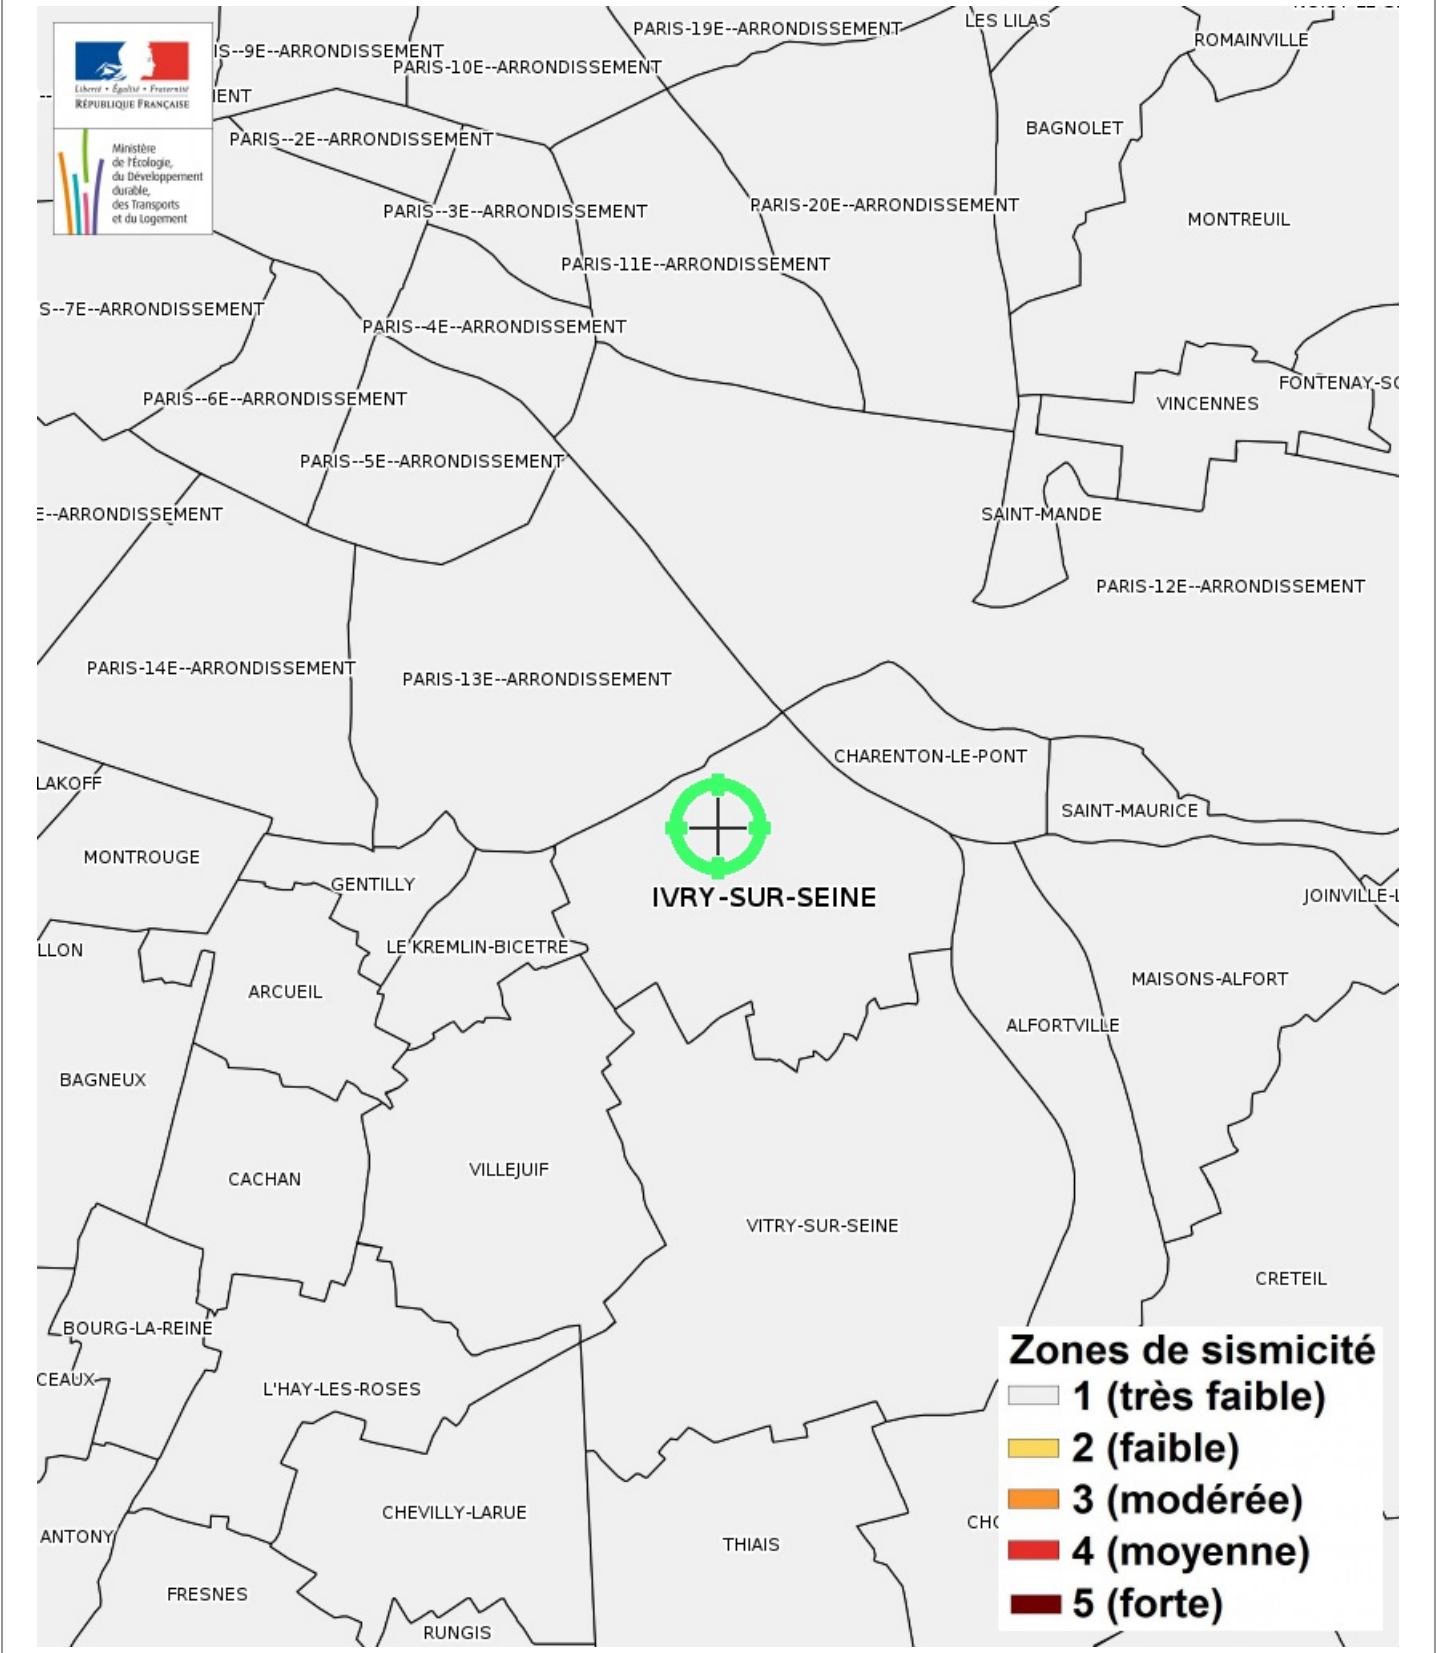 PARIS-19E--ARRONDISSEMENT
LES LILAS
ROMAINVILLE
IS--9E--ARRONDISSEMENT
PARIS-10E--ARRONDISSEMENT
Liberté • Égalité • Fraternité
RÉPUBLIQUE FRANÇAISE
--
ENT
BAGNOLET
PARIS--2E--ARRONDISSEMENT
Ministère
de l'Écologie,
du Développement
durable,
des Transports
et du Logement
PARIS--3E--ARRONDISSEMENT
PARIS-20E--ARRONDISSEMENT
MONTREUIL
PARIS-11E--ARRONDISSEMENT
S--7E--ARRONDISSEMENT
PARIS--4E--ARRONDISSEMENT
FONTENAY-SO
PARIS--6E--ARRONDISSEMENT
VINCENNES
PARIS--5E--ARRONDISSEMENT
E--ARRONDISSEMENT
SAINT-MANDE
PARIS-12E--ARRONDISSEMENT
PARIS-14E--ARRONDISSEMENT
PARIS-13E--ARRONDISSEMENT
CHARENTON-LE-PONT
LAKOFF
SAINT-MAURICE
MONTROUGE
GENTILLY
IVRY-SUR-SEINE
JOINVILLE-L
LLON
LE KREMLIN-BICETRE
ARCUEIL
MAISONS-ALFORT
ALFORTVILLE
BAGNEUX
CACHAN
VILLEJUIF
VITRY-SUR-SEINE
CRETEIL
BOURG-LA-REINE
CEAUX
L'HAY-LES-ROSES
Zones de sismicité
1 (très faible)
2 (faible)
3 (modérée)
4 (moyenne)
5 (forte)
CHEVILLY-LARUE
CHO
ANTONY
THIAIS
FRESNES
RUNGIS